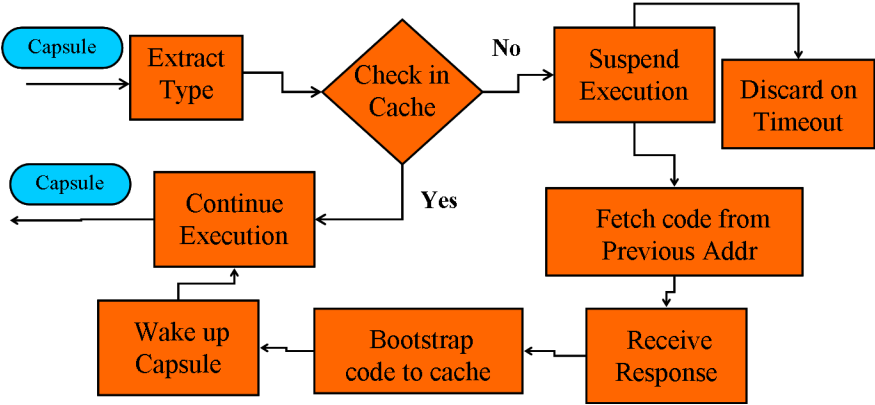 Capsule
Extract
Type
Check in
Cache
No
Suspend
Execution
Discard on
Timeout
Capsule
Continue
Execution
Yes
Fetch code from
Previous Addr
Wake up
Capsule
Bootstrap
code to cache
Receive
Response